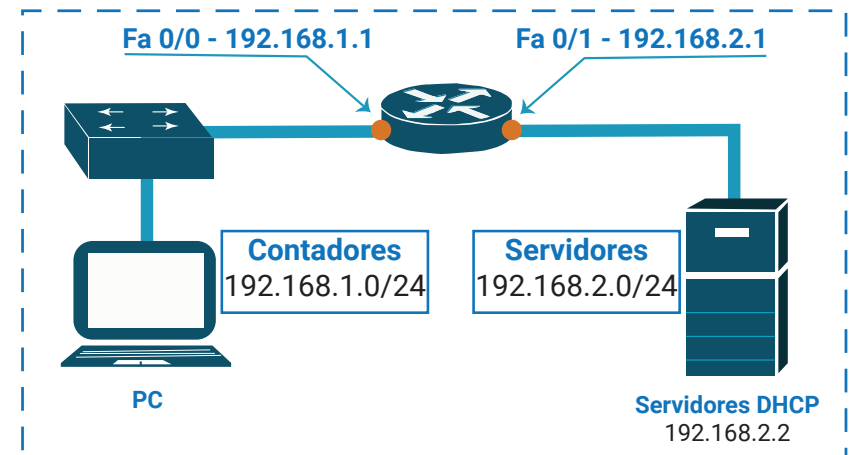 Fa 0/0 - 192.168.1.1
Fa 0/1 - 192.168.2.1
Contadores
192.168.1.0/24
Servidores
192.168.2.0/24
PC
Servidores DHCP
192.168.2.2